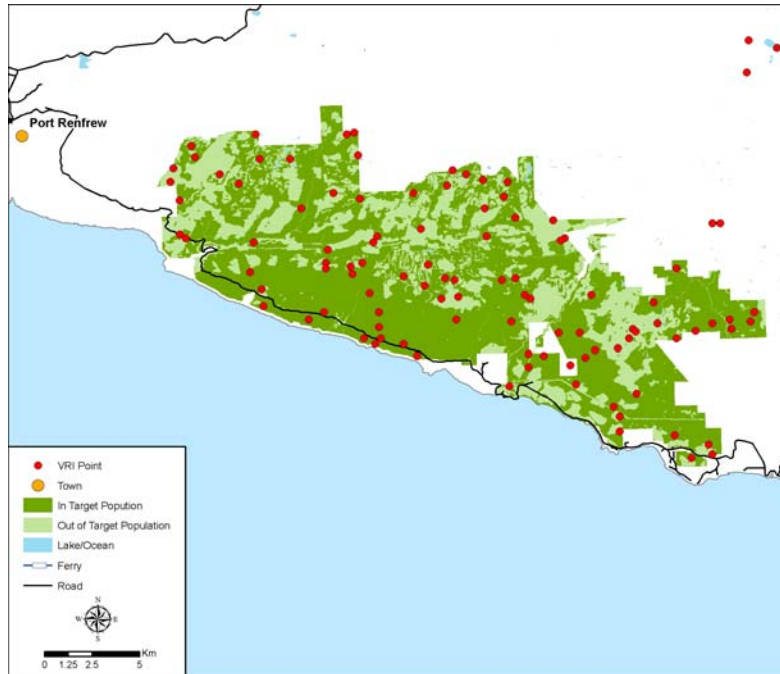 Port Renfrew
VRI Point
Town
In Target Popution
Out of Target Population
Lake/Ocean
Ferry
Road
N
W E
S
Km
0 1.25 2.5 5